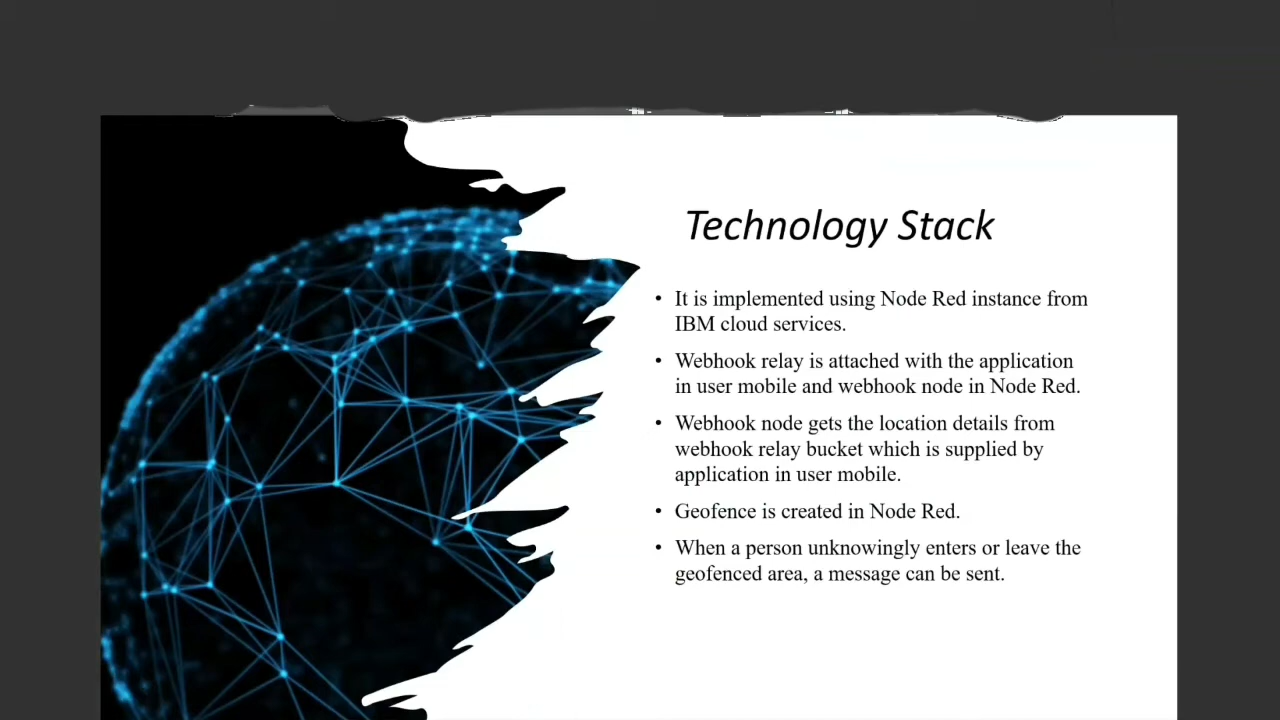 Technology Stack
• It is implemented using Node Red instance from
IBM cloud services.
• Webhook relay is attached with the application
in user mobile and webhook node in Node Red.
• Webhook node gets the location details from
webhook relay bucket which is supplied by
application in user mobile.
• Geofence is created in Node Red.
• When a person unknowingly enters or leave the
geofenced area, a message can be sent.